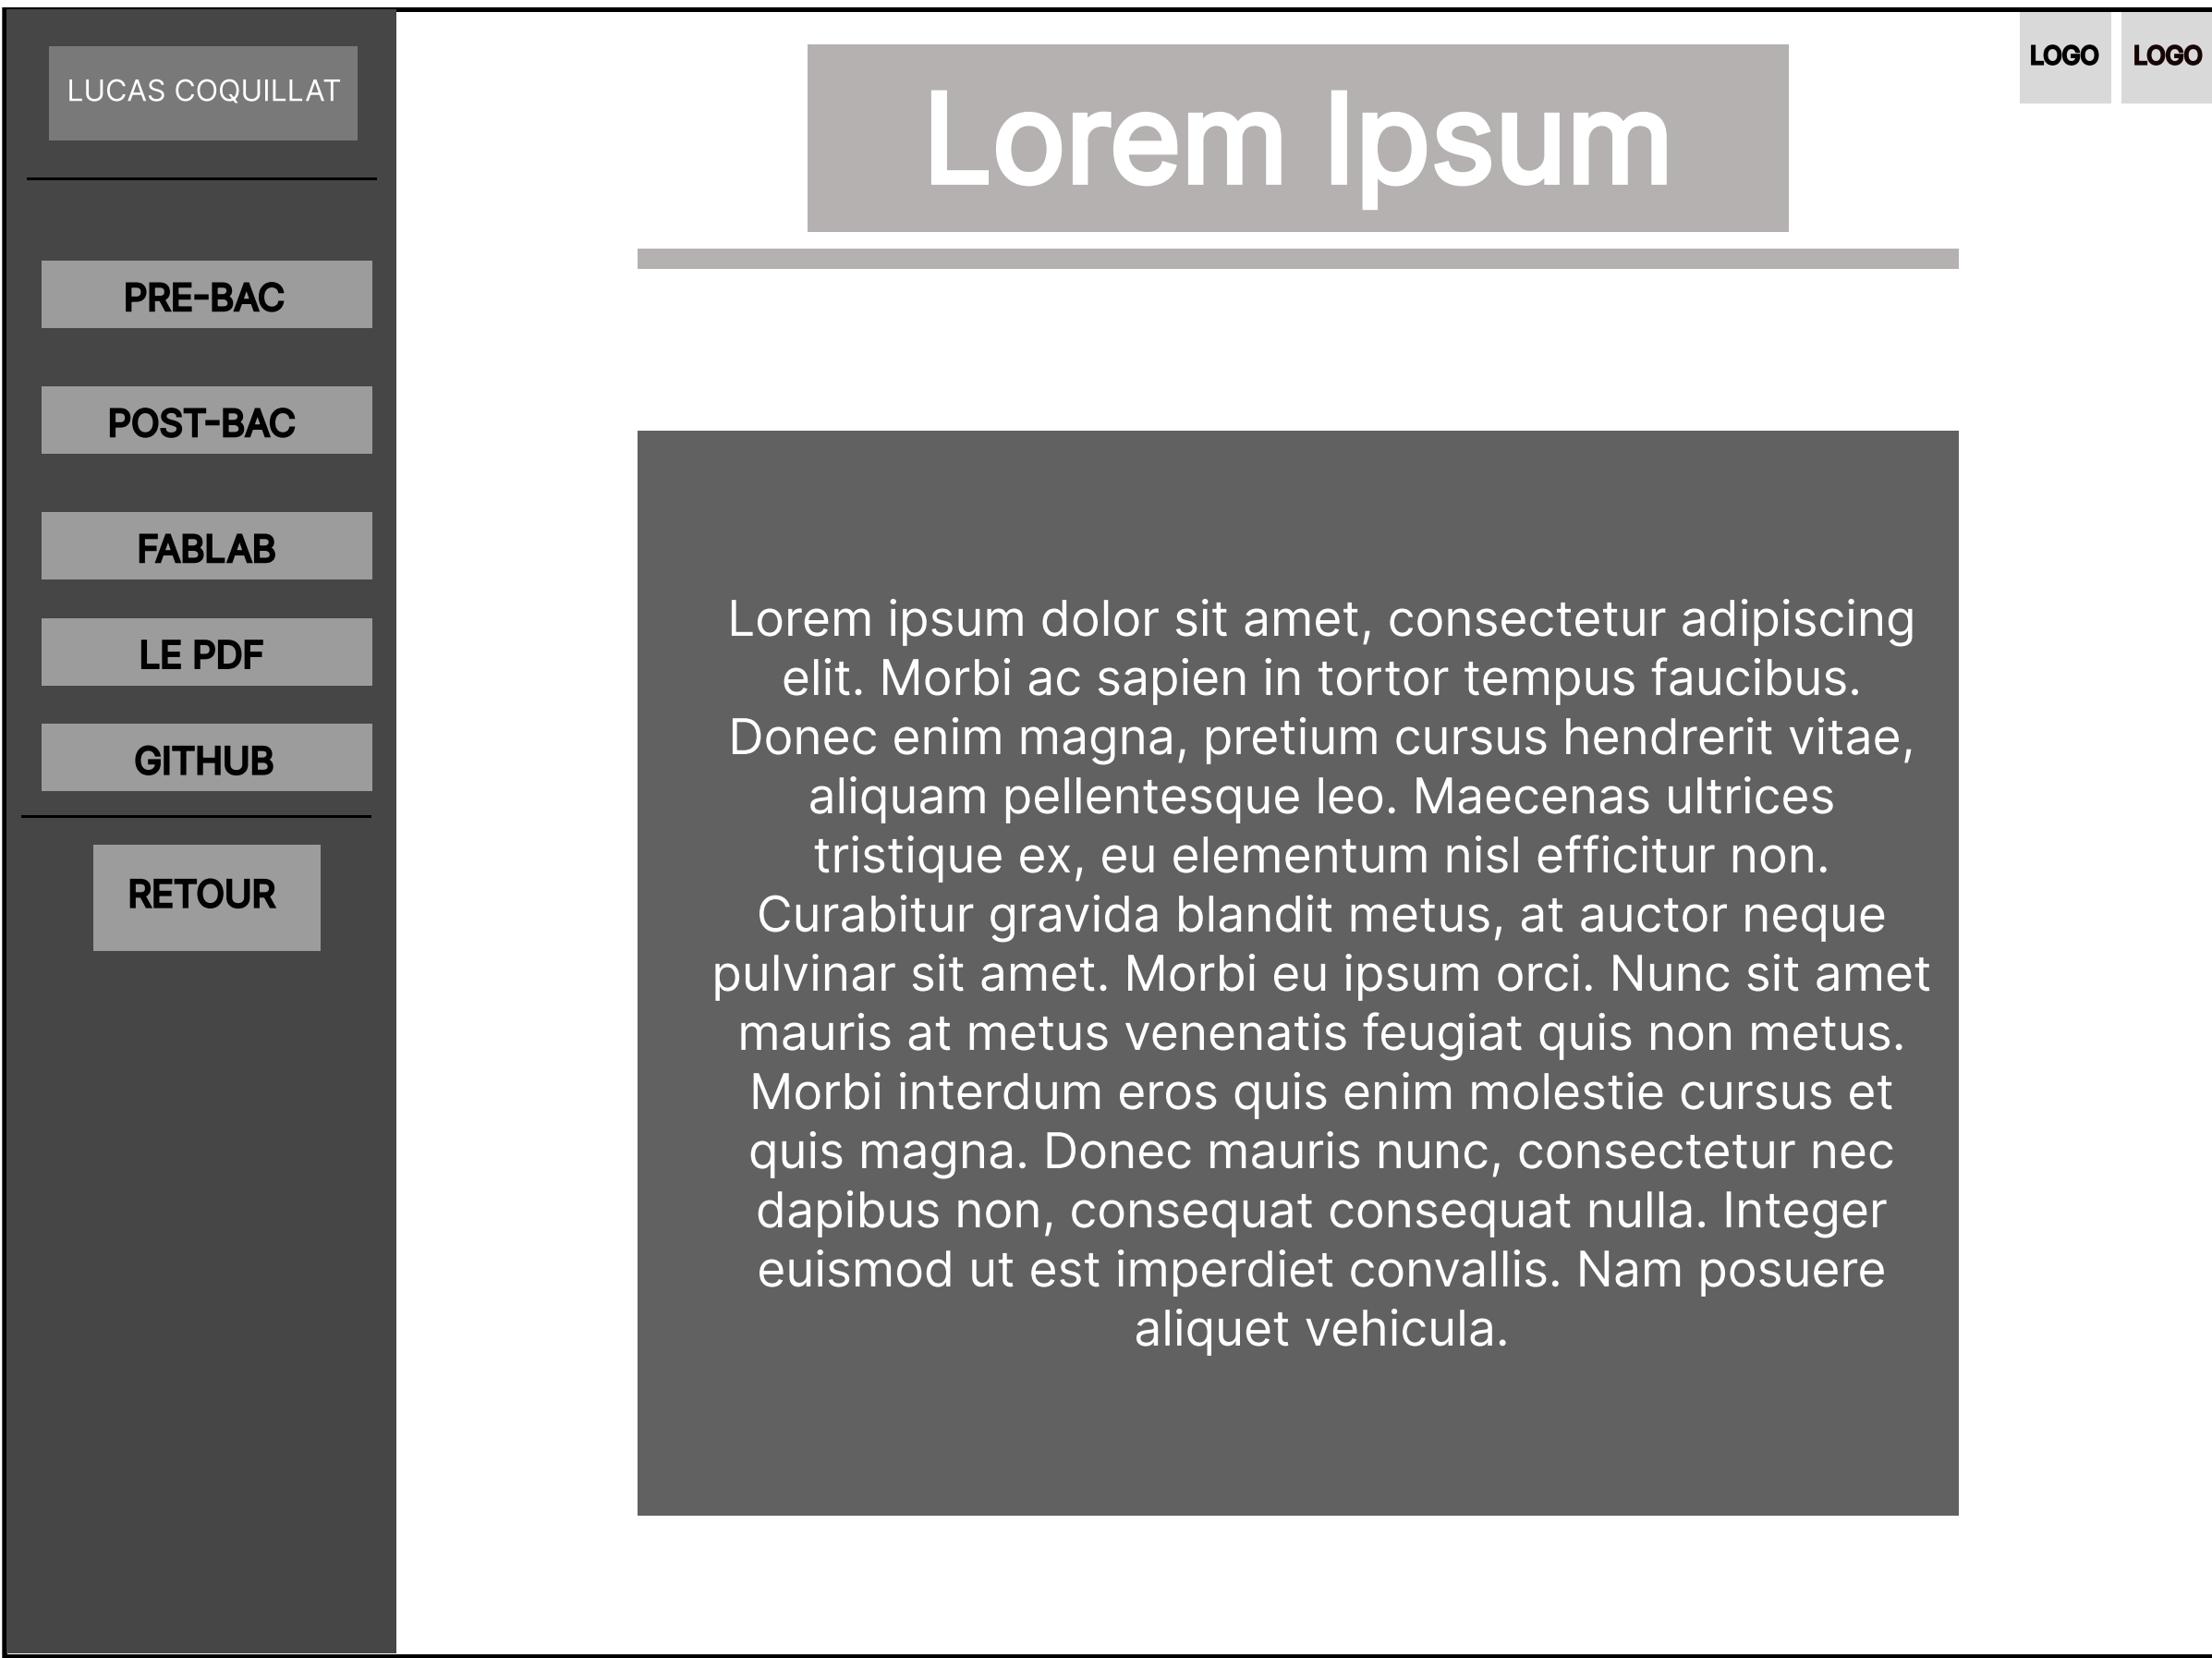 LUCAS COQUILLAT
PRE-BAC
POST-BAC
FABLAB
LE PDF
GITHUB
RETOUR
Lorem Ipsum
LOGO LOGO
Lorem ipsum dolor sit amet, consectetur adipiscing
elit. Morbi ac sapien in tortor tempus faucibus.
Donec enim magna, pretium cursus hendrerit vitae,
aliquam pellentesque leo. Maecenas ultrices
tristique ex, eu elementum nisl efficitur non.
Curabitur gravida blandit metus, at auctor neque
pulvinar sit amet. Morbi eu ipsum orci. Nunc sit amet
mauris at metus venenatis feugiat quis non metus.
Morbi interdum eros quis enim molestie cursus et
quis magna. Donec mauris nunc, consectetur nec
dapibus non, consequat consequat nulla. Integer
euismod ut est imperdiet convallis. Nam posuere
aliquet vehicula.